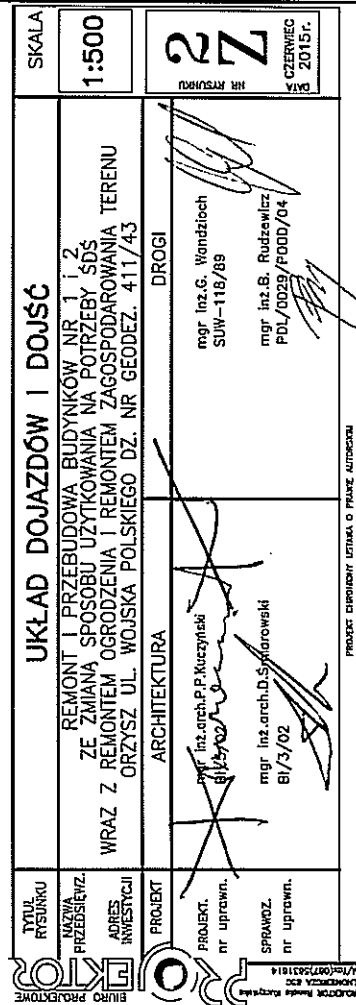 TYTUŁ RYSUNKU
UKŁAD DOJAZDÓW I DOJŚĆ
SKALA
1:500
NAZWA PRZEDSIĘWZ.
REMONT I PRZEBUDOWA BUDYNKÓW NR 1 i 2
ZE ZMIANĄ SPOSOBU UŻYTKOWANIA NA POTRZEBY ŚDŚ
WRAZ Z REMONTEM OGRODZENIA I REMONTEM ZAGOSPODAROWANIA TERENU
ADRES INWESTYCJI
ORZYSZ UL. WOJSKA POLSKIEGO DZ. NR GEODEZ. 411/43
PROJEKT
ARCHITEKTURA
DROGI
NR RYSUNKU
2
Z
DATA
CZERWIEC
2015r.
PROJEKT.
nr uprawn.
mgr inż.arch.P.P.Kuczyński
mgr inż.G. Wandzioch
SUW-118/89
SPRAWDZ.
nr uprawn.
mgr inż.arch.D.
BI/3/02
mgr inż.B. Rudzewicz
PDL/0029/POOD/04
PROJEKT CHRONIONY USTAWĄ O PRAWIE AUTORSKIM
BIURO PROJEKTOWE